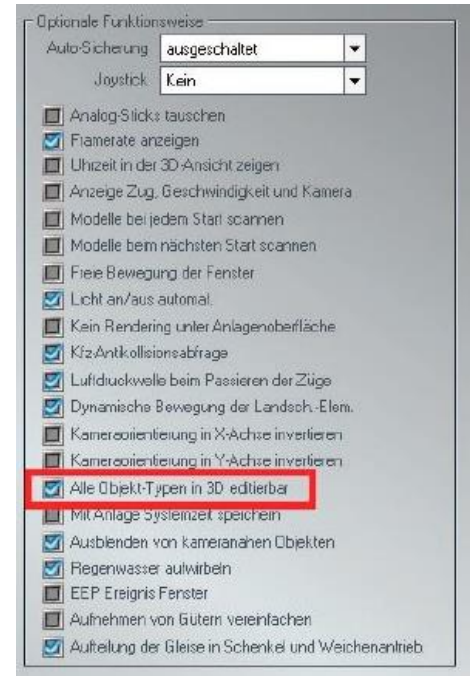 Optionale Funktionsweise
Auto-Sicherung ausgeschaltet
Joystick Kein
Analog-Sticks tauschen
Framerate anzeigen
Uhrzeit in der 3D-Ansicht zeigen
Anzeige Zug, Geschwindigkeit und Kamera
Modelle bei jedem Start scannen
Modelle beim nächsten Start scannen
Freie Bewegung der Fenster
Licht an/aus automat.
Kein Rendering unter Anlagenoberfläche
Kfz-Antikollisionsabfrage
Luftdruckwelle beim Passieren der Züge
Dynamische Bewegung der Landsch.-Elem.
Kameraorientierung in X-Achse invertieren
Kameraorientierung in Y-Achse invertieren
Alle Objekt-Typen in 3D editierbar
Mit Anlage Systemzeit speichern
Ausblenden von kameranahen Objekten
Regenwasser aufwirbeln
EEP Ereignis Fenster
Aufnehmen von Gütern vereinfachen
Aufteilung der Gleise in Schenkel und Weichenantrieb